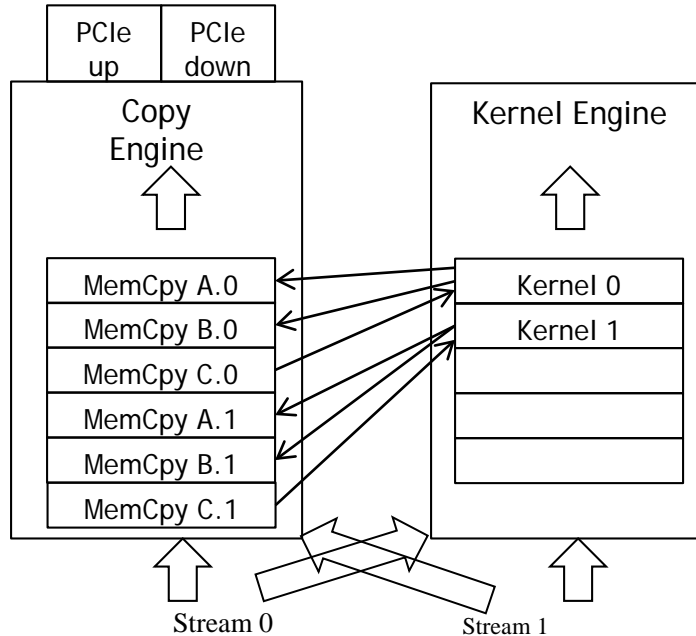 PCIe
up
PCIe
down
Copy
Engine
Kernel Engine
MemCpy A.0
MemCpy B.0
MemCpy C.0
MemCpy A.1
MemCpy B.1
MemCpy C.1
Kernel 0
Kernel 1
Stream 0
Stream 1